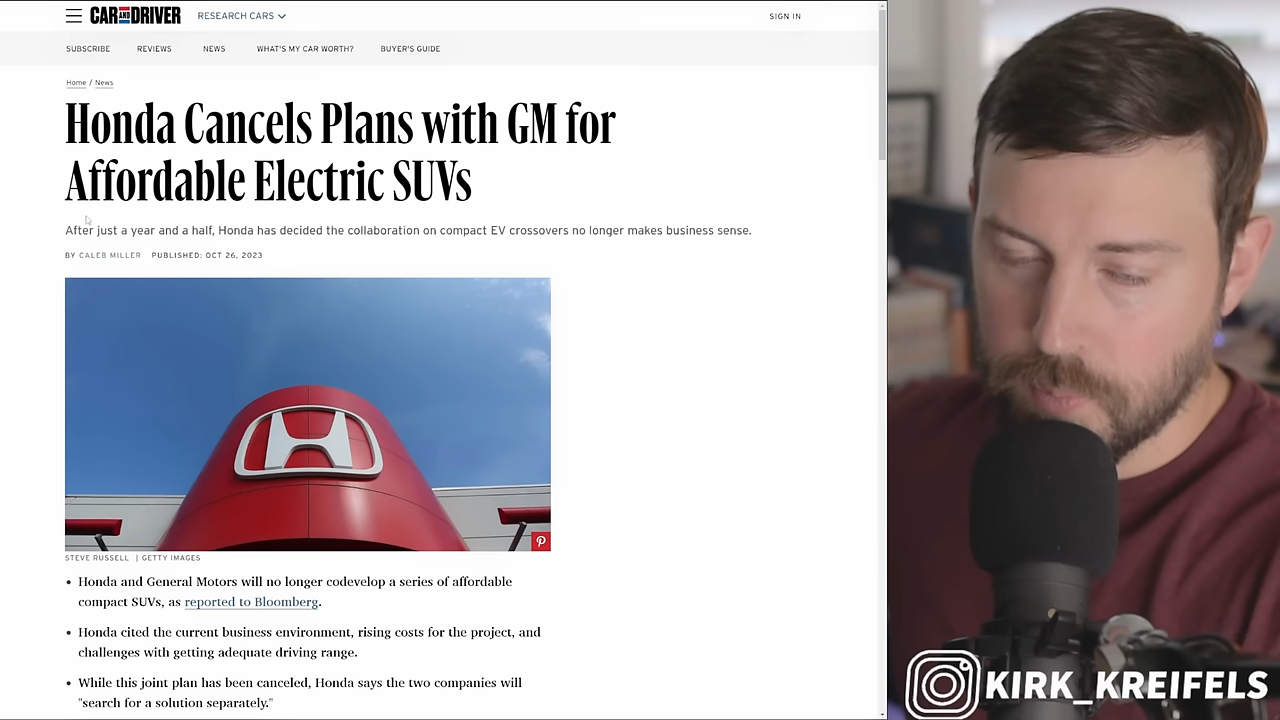 CAR AND DRIVER RESEARCH CARS SIGN IN
SUBSCRIBE REVIEWS NEWS WHAT'S MY CAR WORTH? BUYER'S GUIDE
Home / News
Honda Cancels Plans with GM for
Affordable Electric SUVs
After just a year and a half, Honda has decided the collaboration on compact EV crossovers no longer makes business sense.
BY CALEB MILLER PUBLISHED: OCT 26, 2023
STEVE RUSSELL | GETTY IMAGES
• Honda and General Motors will no longer codevelop a series of affordable
compact SUVs, as reported to Bloomberg.
• Honda cited the current business environment, rising costs for the project, and
challenges with getting adequate driving range.
• While this joint plan has been canceled, Honda says the two companies will
"search for a solution separately."
KIRK_KREIFELS